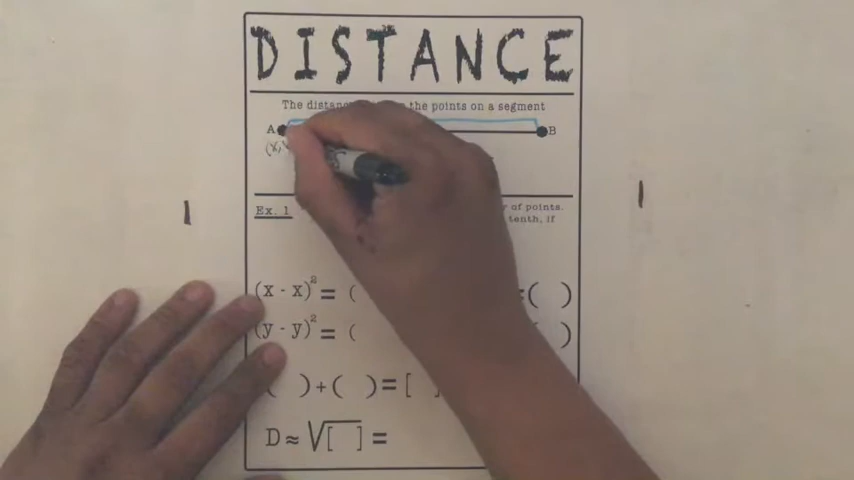 DISTANCE
The distance the points on a segment
A B
(x,
Ex. 1 of points.
tenth, if
(x - x)² = ( =( )
(y - y)² = ( )
( )+( )=[
D ≈ √[ ] =